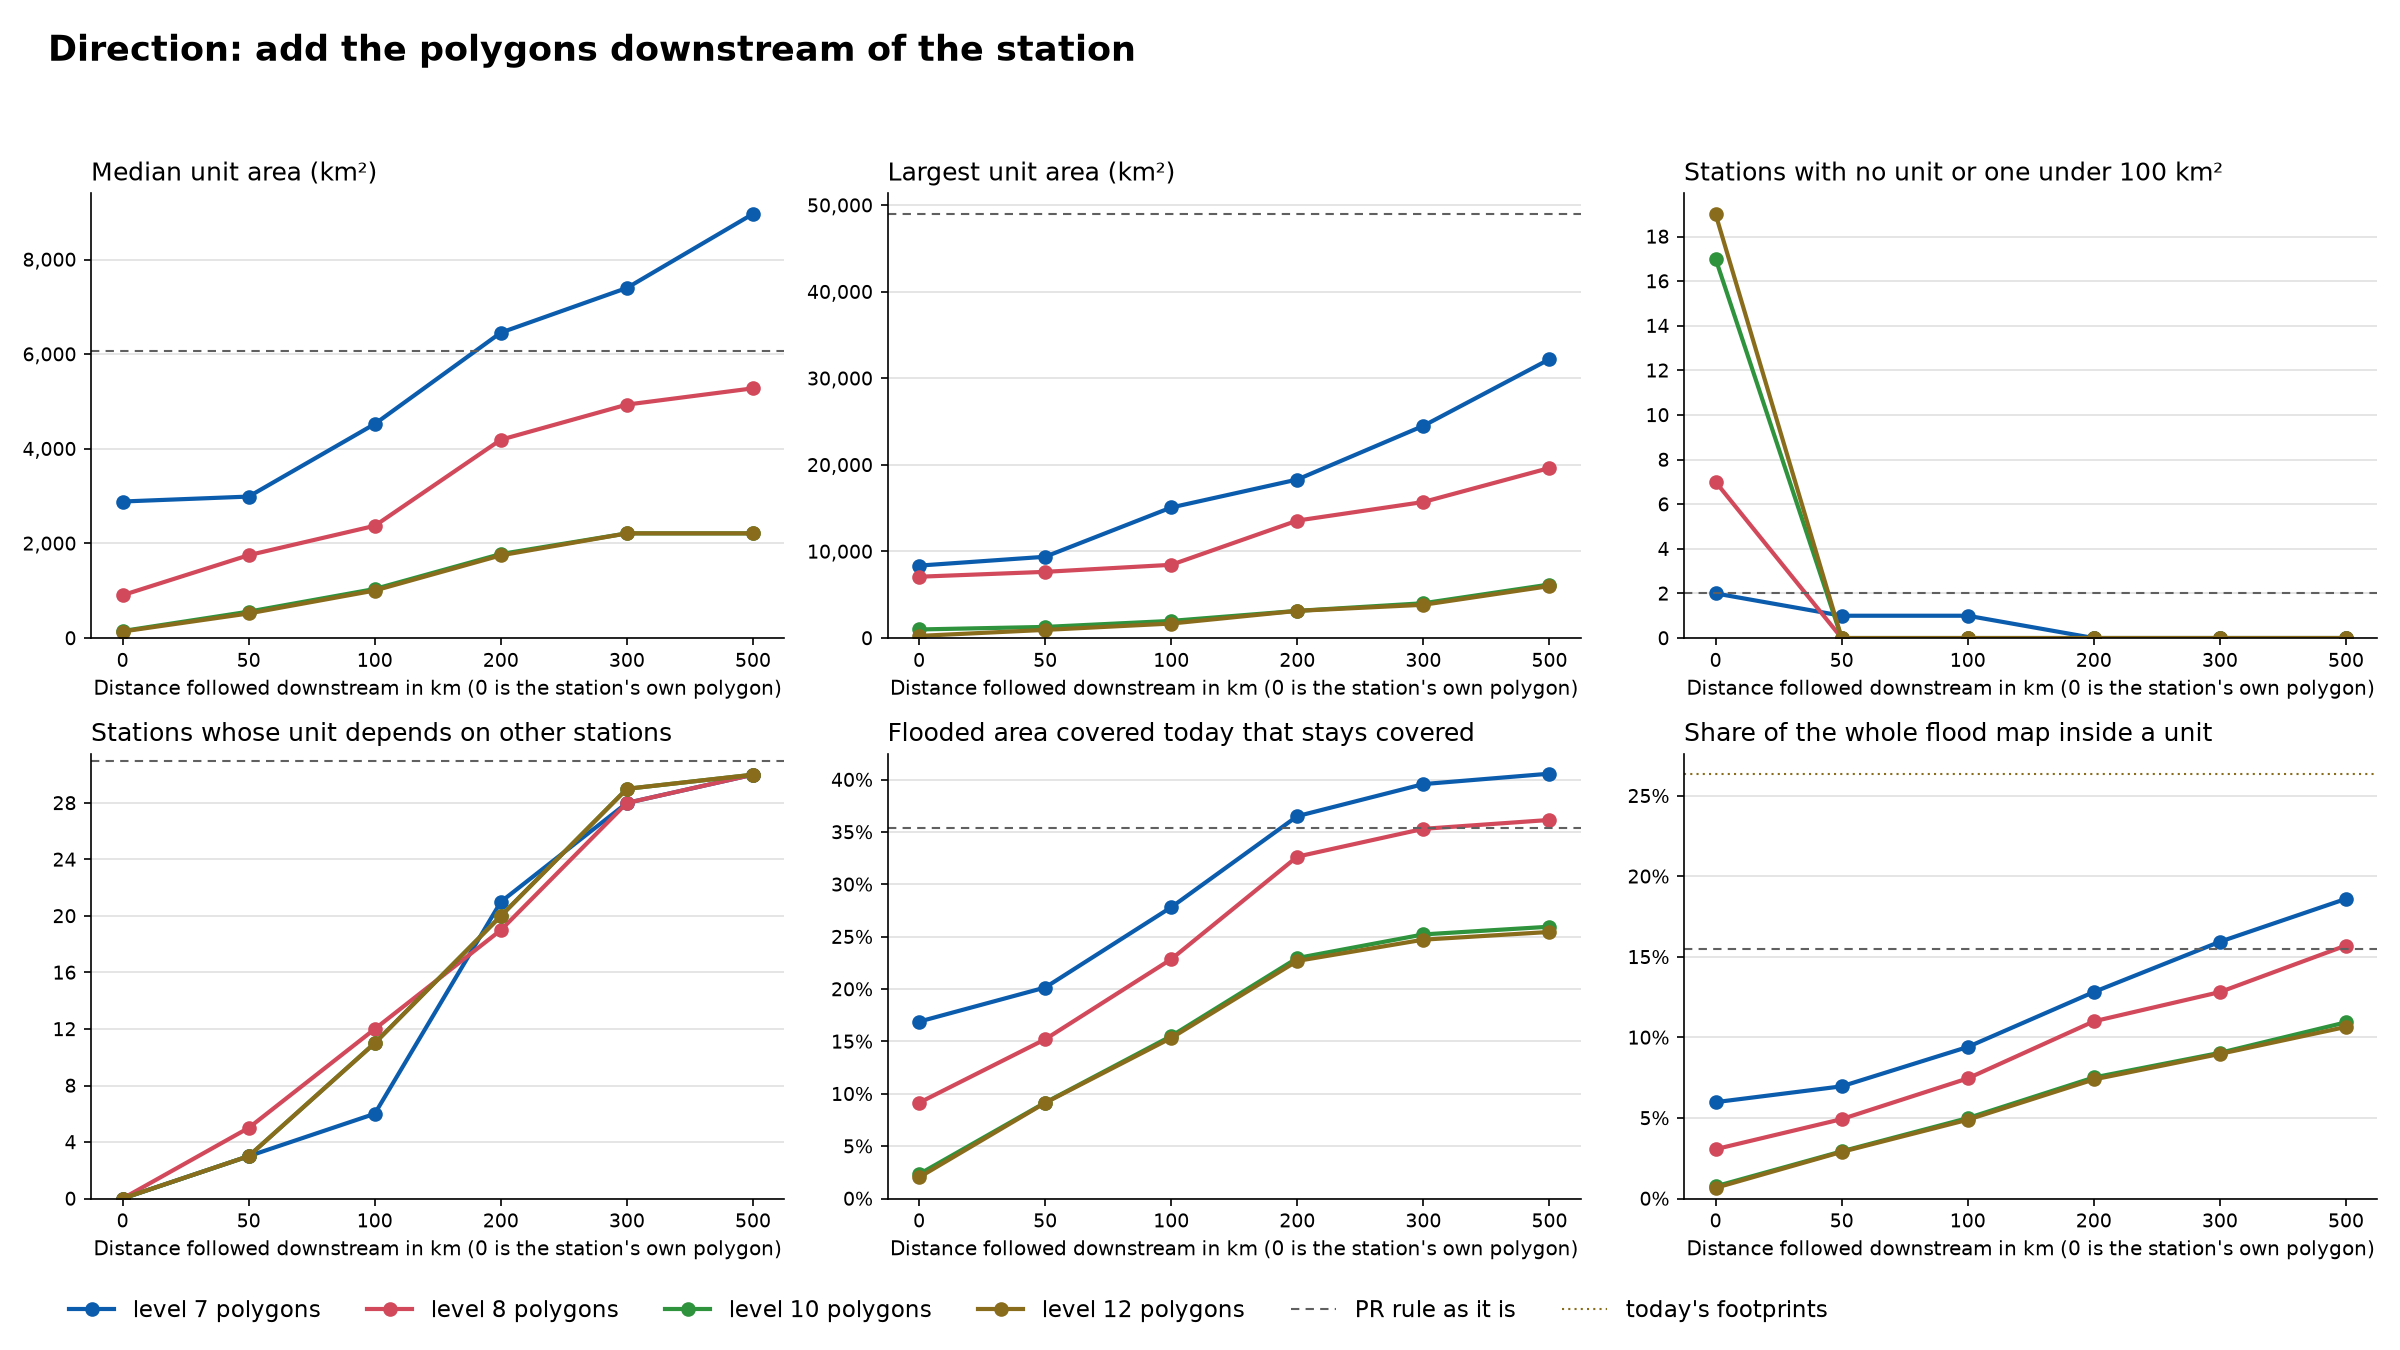 Direction: add the polygons downstream of the station
Median unit area (km²)
8,000
6,000
4,000
2,000
0
0 50 100 200 300 500
Distance followed downstream in km (0 is the station's own polygon)
Largest unit area (km²)
50,000
40,000
30,000
20,000
10,000
0
0 50 100 200 300 500
Distance followed downstream in km (0 is the station's own polygon)
Stations with no unit or one under 100 km²
18
16
14
12
10
8
6
4
2
0
0 50 100 200 300 500
Distance followed downstream in km (0 is the station's own polygon)
Stations whose unit depends on other stations
28
24
20
16
12
8
4
0
0 50 100 200 300 500
Distance followed downstream in km (0 is the station's own polygon)
Flooded area covered today that stays covered
40%
35%
30%
25%
20%
15%
10%
5%
0%
0 50 100 200 300 500
Distance followed downstream in km (0 is the station's own polygon)
Share of the whole flood map inside a unit
25%
20%
15%
10%
5%
0%
0 50 100 200 300 500
Distance followed downstream in km (0 is the station's own polygon)
level 7 polygons level 8 polygons level 10 polygons level 12 polygons PR rule as it is today's footprints